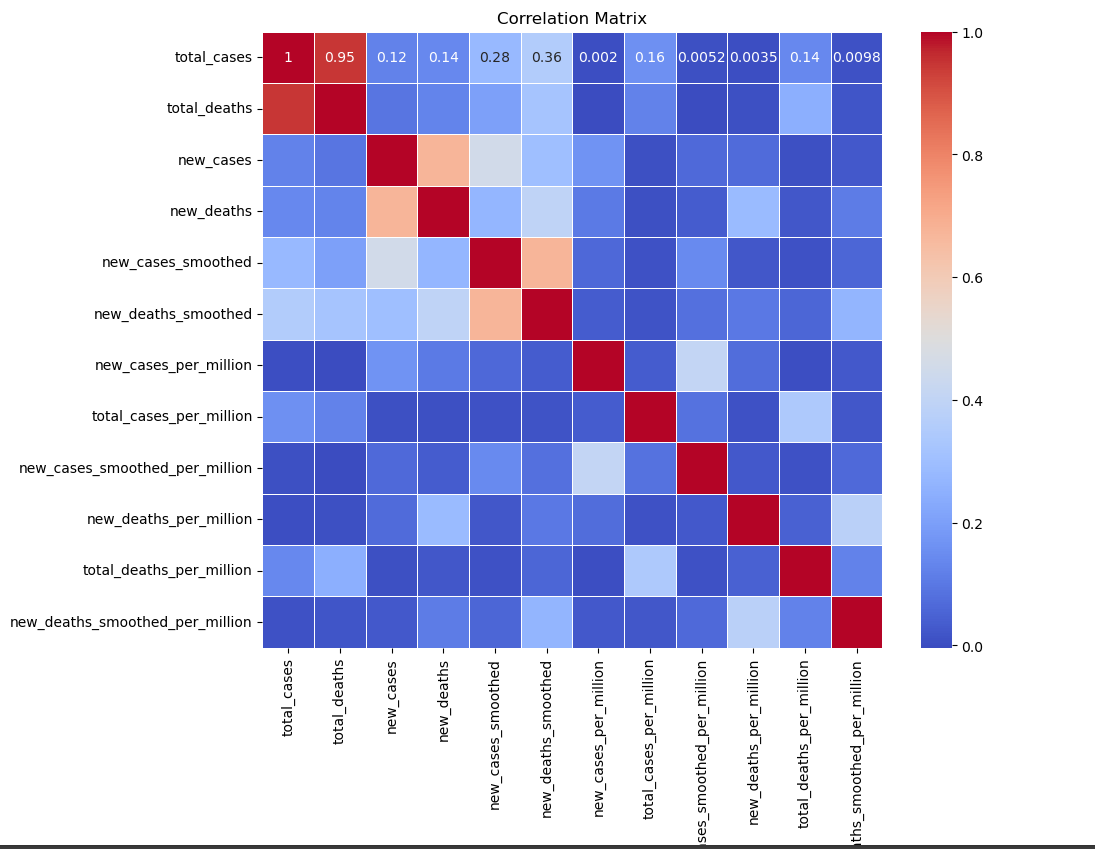 Correlation Matrix
total_cases
1 0.95 0.12 0.14 0.28 0.36 0.002 0.16 0.0052 0.0035 0.14 0.0098
total_deaths
new_cases
new_deaths
new_cases_smoothed
new_deaths_smoothed
new_cases_per_million
total_cases_per_million
new_cases_smoothed_per_million
new_deaths_per_million
total_deaths_per_million
new_deaths_smoothed_per_million
total_cases
total_deaths
new_cases
new_deaths
new_cases_smoothed
new_deaths_smoothed
new_cases_per_million
total_cases_per_million
ses_smoothed_per_million
new_deaths_per_million
total_deaths_per_million
ths_smoothed_per_million
1.0
0.8
0.6
0.4
0.2
0.0